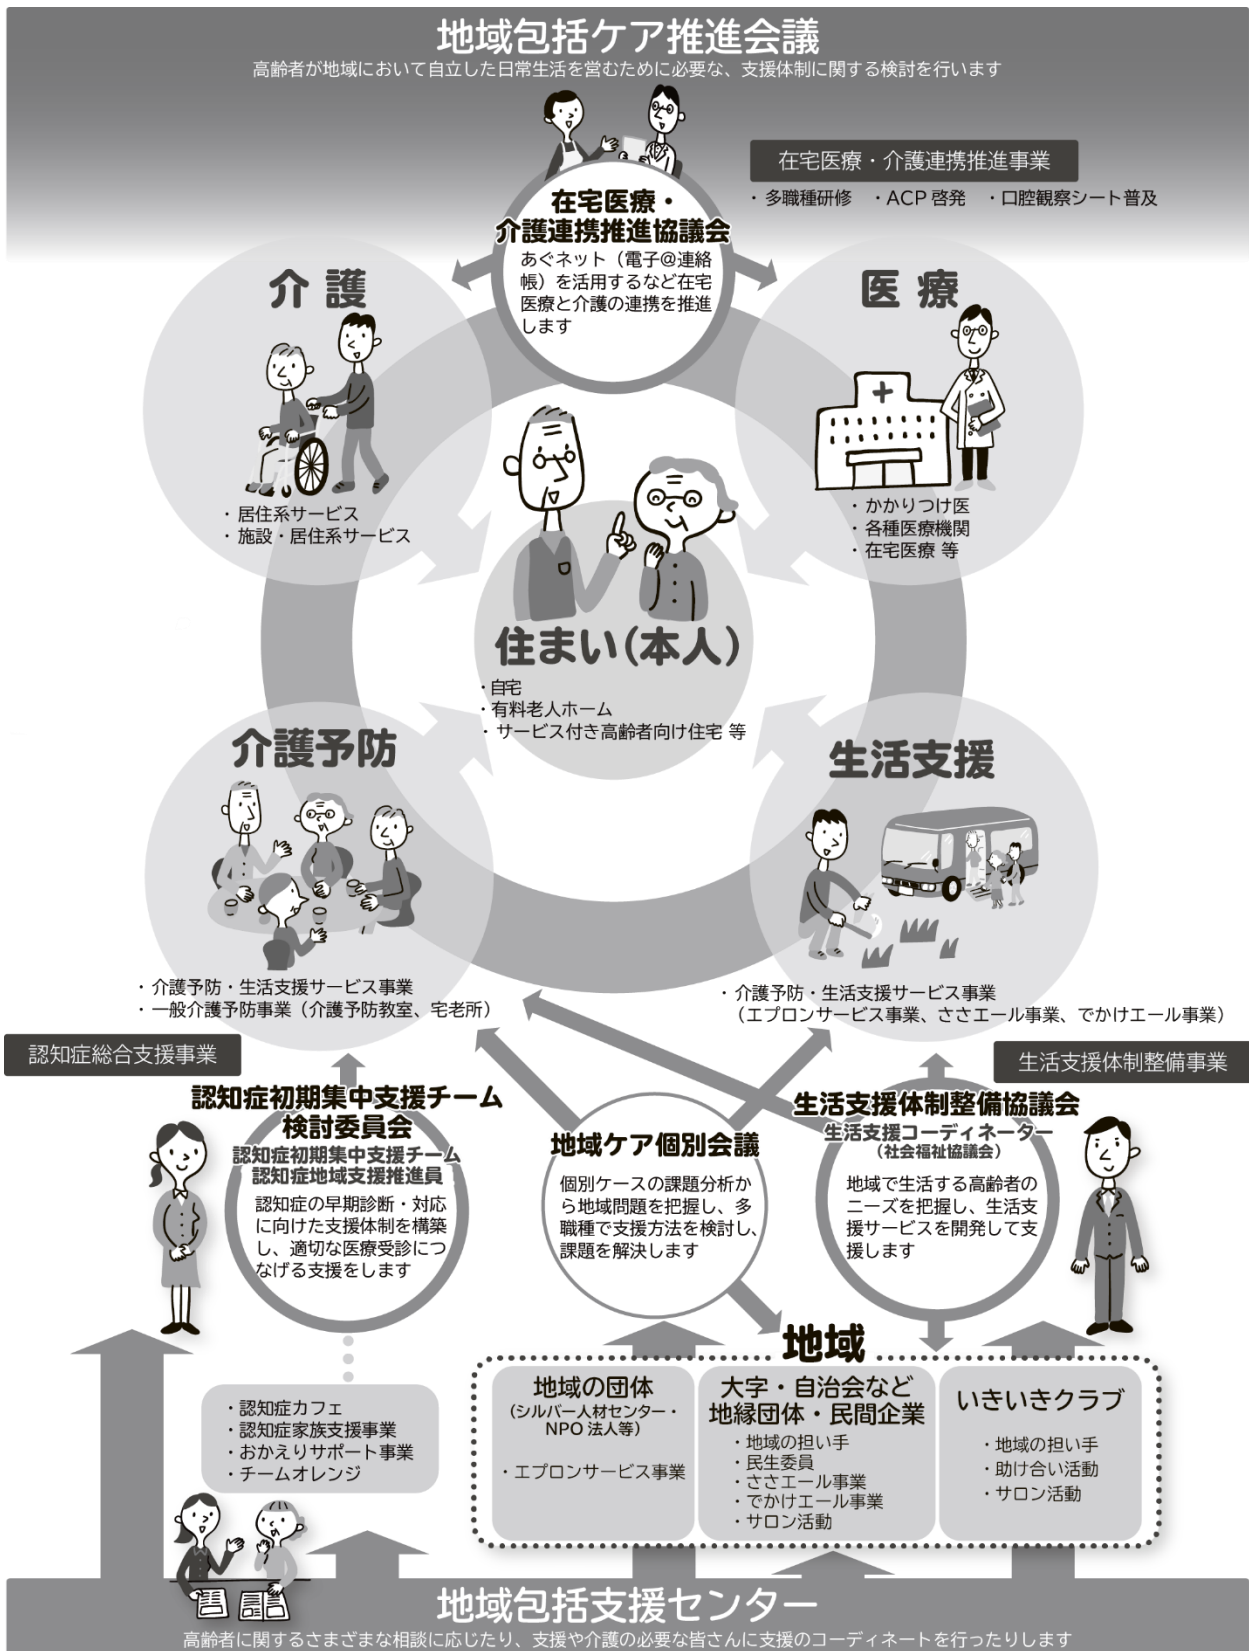 地域包括ケア推進会議
高齢者が地域において自立した日常生活を営むために必要な、支援体制に関する検討を行います
在宅医療・介護連携推進事業
・多職種研修 ・ACP 啓発 ・口腔観察シート普及
在宅医療・
介護連携推進協議会
あぐネット（電子@連絡
帳）を活用するなど在宅
医療と介護の連携を推進
します
介護
・居住系サービス
・施設・居住系サービス
医療
・かかりつけ医
・各種医療機関
・在宅医療 等
住まい(本人)
・自宅
・有料老人ホーム
・サービス付き高齢者向け住宅 等
介護予防
・介護予防・生活支援サービス事業
・一般介護予防事業（介護予防教室、宅老所）
生活支援
・介護予防・生活支援サービス事業
（エプロンサービス事業、ささエール事業、でかけエール事業）
認知症総合支援事業
生活支援体制整備事業
認知症初期集中支援チーム
検討委員会
認知症初期集中支援チーム
認知症地域支援推進員
認知症の早期診断・対応
に向けた支援体制を構築
し、適切な医療受診につ
なげる支援をします
地域ケア個別会議
個別ケースの課題分析か
ら地域問題を把握し、多
職種で支援方法を検討し、
課題を解決します
生活支援体制整備協議会
生活支援コーディネーター
（社会福祉協議会）
地域で生活する高齢者の
ニーズを把握し、生活支
援サービスを開発して支
援します
・認知症カフェ
・認知症家族支援事業
・おかえりサポート事業
・チームオレンジ
地域
地域の団体
（シルバー人材センター・
NPO 法人等）
・エプロンサービス事業
大字・自治会など
地縁団体・民間企業
・地域の担い手
・民生委員
・ささエール事業
・でかけエール事業
・サロン活動
いきいきクラブ
・地域の担い手
・助け合い活動
・サロン活動
地域包括支援センター
高齢者に関するさまざまな相談に応じたり、支援や介護の必要な皆さんに支援のコーディネートを行ったりします